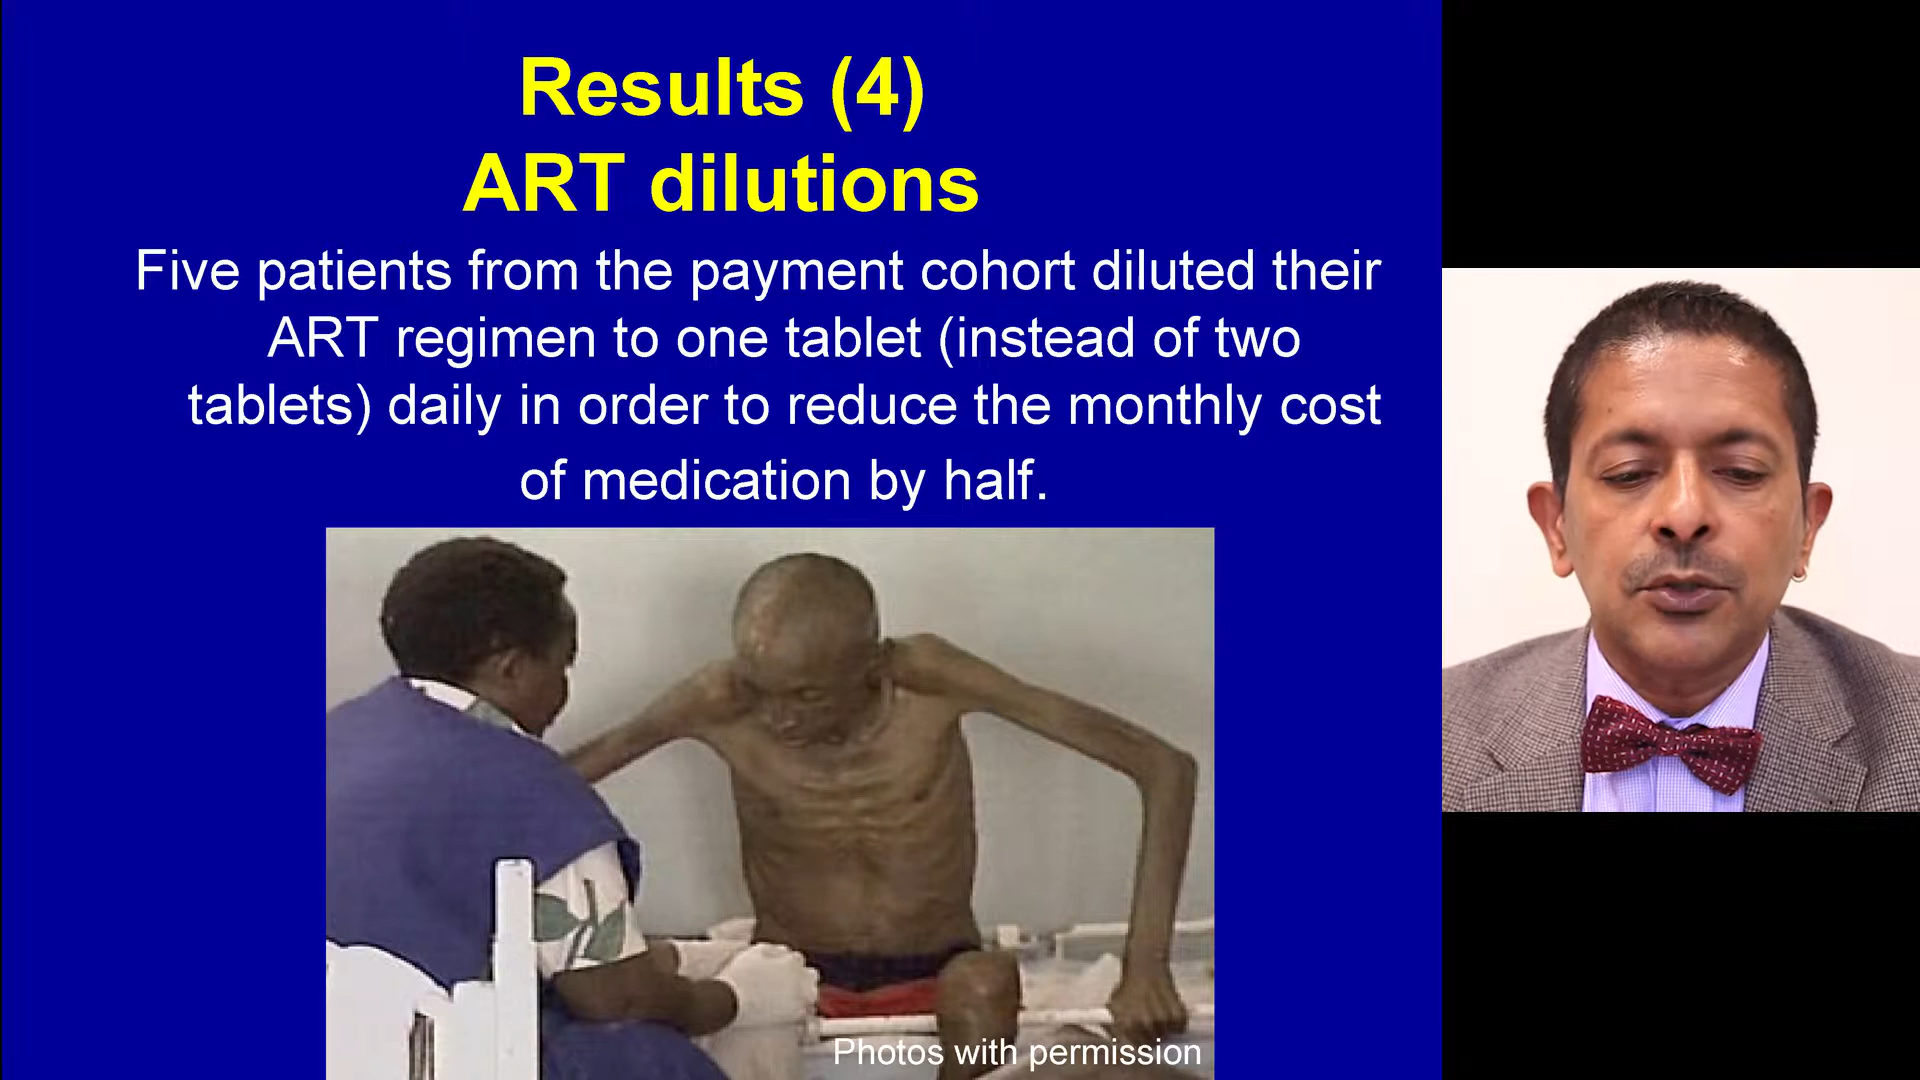 Results (4)
ART dilutions
Five patients from the payment cohort diluted their
ART regimen to one tablet (instead of two
tablets) daily in order to reduce the monthly cost
of medication by half.
Photos with permission